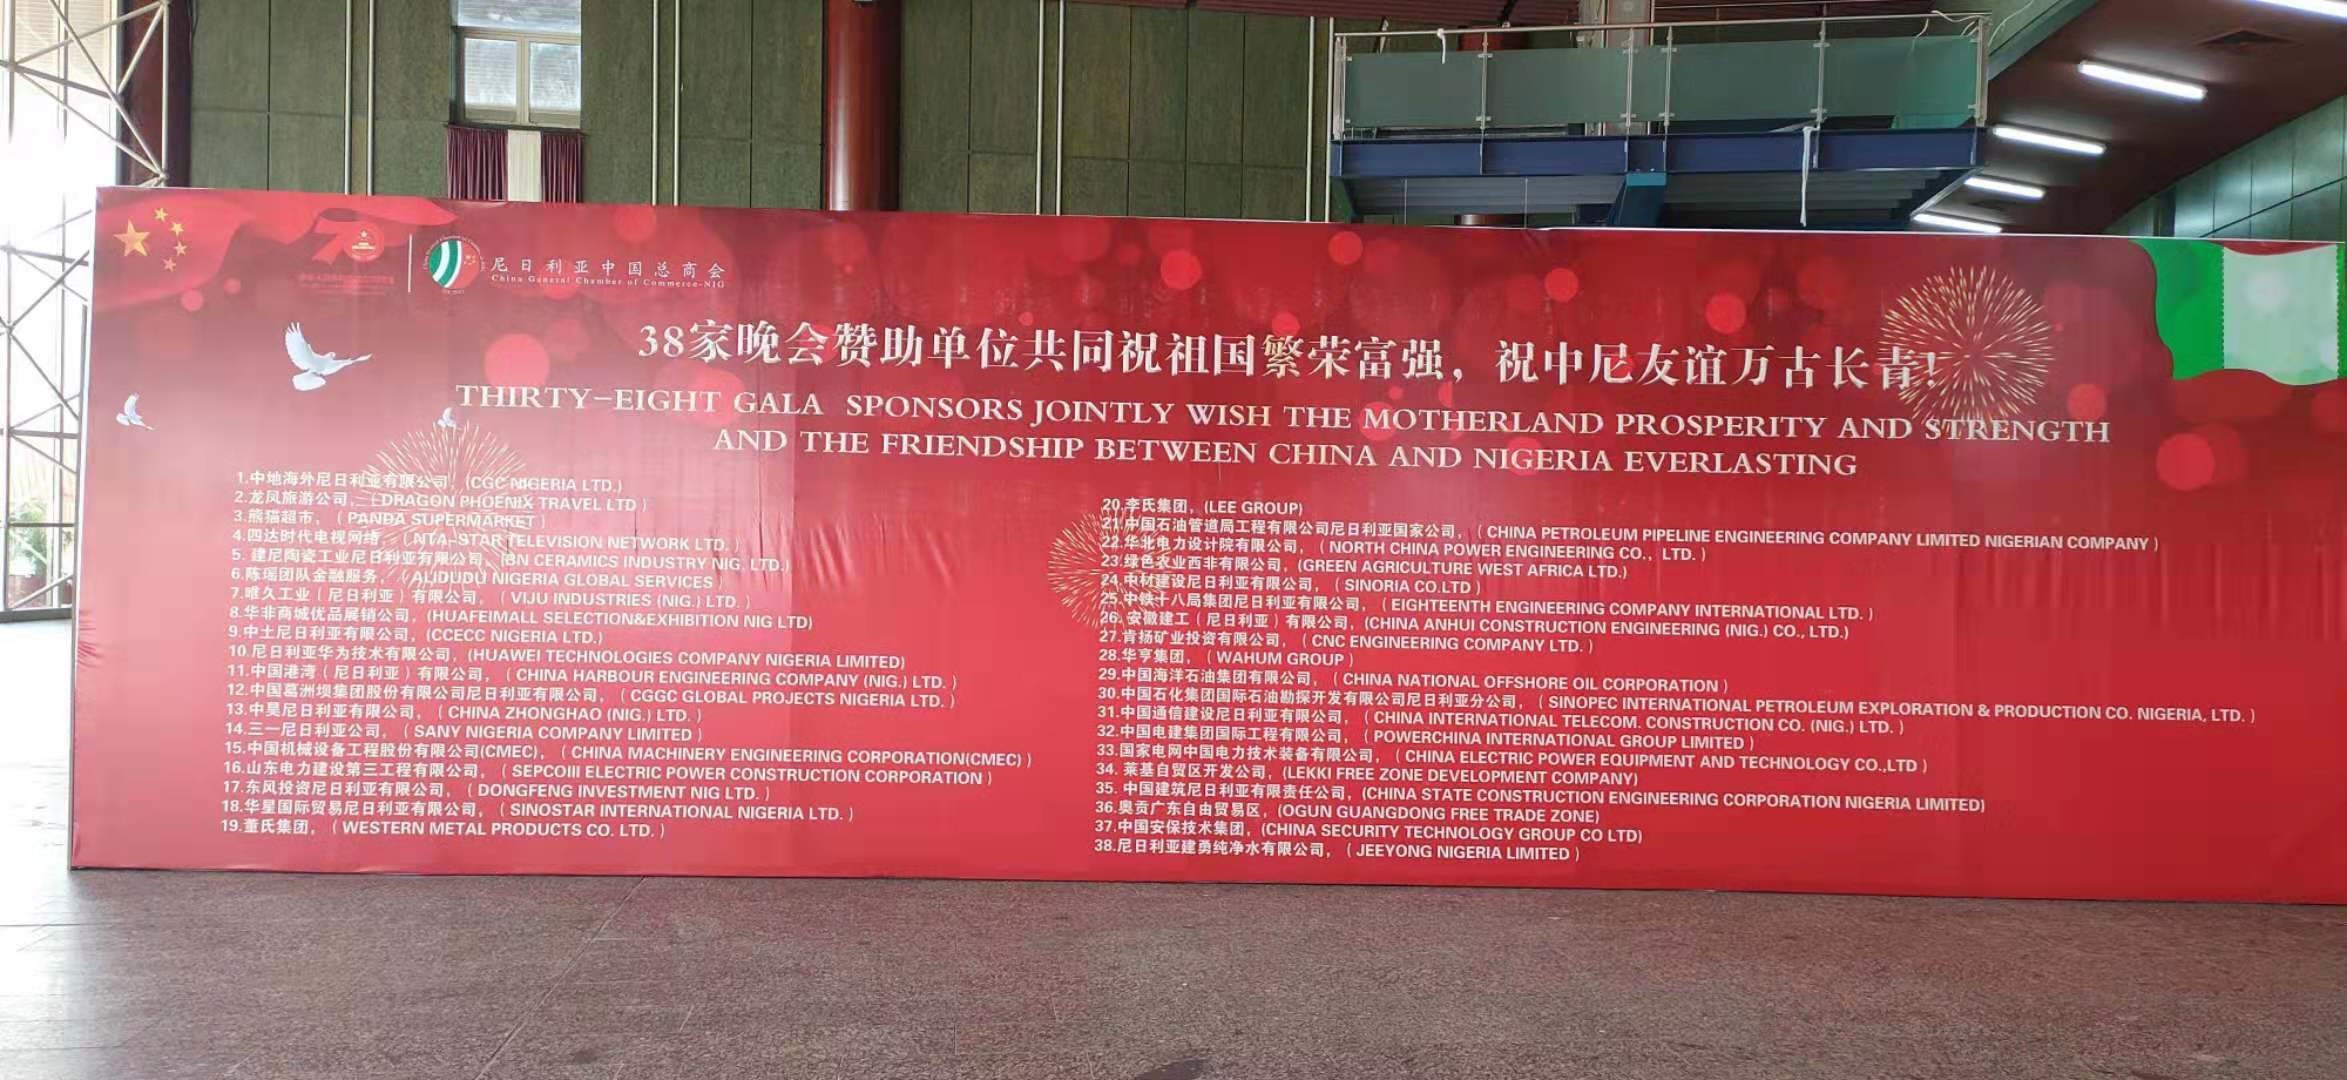 尼日利亚中国总商会
China General Chamber of Commerce-NIG
38家晚会赞助单位共同祝祖国繁荣富强，祝中尼友谊万古长青!
THIRTY-EIGHT GALA SPONSORS JOINTLY WISH THE MOTHERLAND PROSPERITY AND STRENGTH
AND THE FRIENDSHIP BETWEEN CHINA AND NIGERIA EVERLASTING
1.中地海外尼日利亚有限公司，(CGC NIGERIA LTD.)
2.龙凤旅游公司，（DRAGON PHOENIX TRAVEL LTD）
3.熊猫超市，（PANDA SUPERMARKET）
4.四达时代电视网络，（NTA-STAR TELEVISION NETWORK LTD.）
5. 建尼陶瓷工业尼日利亚有限公司，(BN CERAMICS INDUSTRY NIG. LTD.)
6.陈瑶团队金融服务，（ALIDUDU NIGERIA GLOBAL SERVICES）
7.唯久工业（尼日利亚）有限公司，（VIJU INDUSTRIES (NIG.) LTD.）
8.华非商城优品展销公司，(HUAFEIMALL SELECTION&EXHIBITION NIG LTD)
9.中土尼日利亚有限公司，(CCECC NIGERIA LTD.)
10.尼日利亚华为技术有限公司，(HUAWEI TECHNOLOGIES COMPANY NIGERIA LIMITED)
11.中国港湾（尼日利亚）有限公司，（CHINA HARBOUR ENGINEERING COMPANY (NIG.) LTD.）
12.中国葛洲坝集团股份有限公司尼日利亚有限公司，（CGGC GLOBAL PROJECTS NIGERIA LTD.）
13.中昊尼日利亚有限公司，（CHINA ZHONGHAO (NIG.) LTD.）
14.三一尼日利亚公司，（SANY NIGERIA COMPANY LIMITED）
15.中国机械设备工程股份有限公司(CMEC)，（CHINA MACHINERY ENGINEERING CORPORATION(CMEC)）
16.山东电力建设第三工程有限公司，（SEPCOIII ELECTRIC POWER CONSTRUCTION CORPORATION）
17.东风投资尼日利亚有限公司，（DONGFENG INVESTMENT NIG LTD.）
18.华星国际贸易尼日利亚有限公司，（SINOSTAR INTERNATIONAL NIGERIA LTD.）
19.董氏集团，（WESTERN METAL PRODUCTS CO. LTD.）
20.李氏集团，(LEE GROUP)
21.中国石油管道局工程有限公司尼日利亚国家公司，（CHINA PETROLEUM PIPELINE ENGINEERING COMPANY LIMITED NIGERIAN COMPANY）
22.华北电力设计院有限公司，（NORTH CHINA POWER ENGINEERING CO.，LTD.）
23.绿色农业西非有限公司，(GREEN AGRICULTURE WEST AFRICA LTD.)
24.中材建设尼日利亚有限公司，（SINORIA CO.LTD）
25.中铁十八局集团尼日利亚有限公司，（EIGHTEENTH ENGINEERING COMPANY INTERNATIONAL LTD.）
26. 安徽建工（尼日利亚）有限公司，(CHINA ANHUI CONSTRUCTION ENGINEERING (NIG.) CO., LTD.)
27.肯扬矿业投资有限公司，（CNC ENGINEERING COMPANY LTD.）
28.华亨集团，（WAHUM GROUP）
29.中国海洋石油集团有限公司，（CHINA NATIONAL OFFSHORE OIL CORPORATION）
30.中国石化集团国际石油勘探开发有限公司尼日利亚分公司，（SINOPEC INTERNATIONAL PETROLEUM EXPLORATION & PRODUCTION CO. NIGERIA, LTD.）
31.中国通信建设尼日利亚有限公司，（CHINA INTERNATIONAL TELECOM. CONSTRUCTION CO. (NIG.) LTD.）
32.中国电建集团国际工程有限公司，（POWERCHINA INTERNATIONAL GROUP LIMITED）
33.国家电网中国电力技术装备有限公司，（CHINA ELECTRIC POWER EQUIPMENT AND TECHNOLOGY CO.,LTD）
34. 莱基自贸区开发公司，(LEKKI FREE ZONE DEVELOPMENT COMPANY)
35. 中国建筑尼日利亚有限责任公司，(CHINA STATE CONSTRUCTION ENGINEERING CORPORATION NIGERIA LIMITED)
36.奥贡广东自由贸易区，(OGUN GUANGDONG FREE TRADE ZONE)
37.中国安保技术集团，(CHINA SECURITY TECHNOLOGY GROUP CO LTD)
38.尼日利亚建勇纯净水有限公司，（JEEYONG NIGERIA LIMITED）